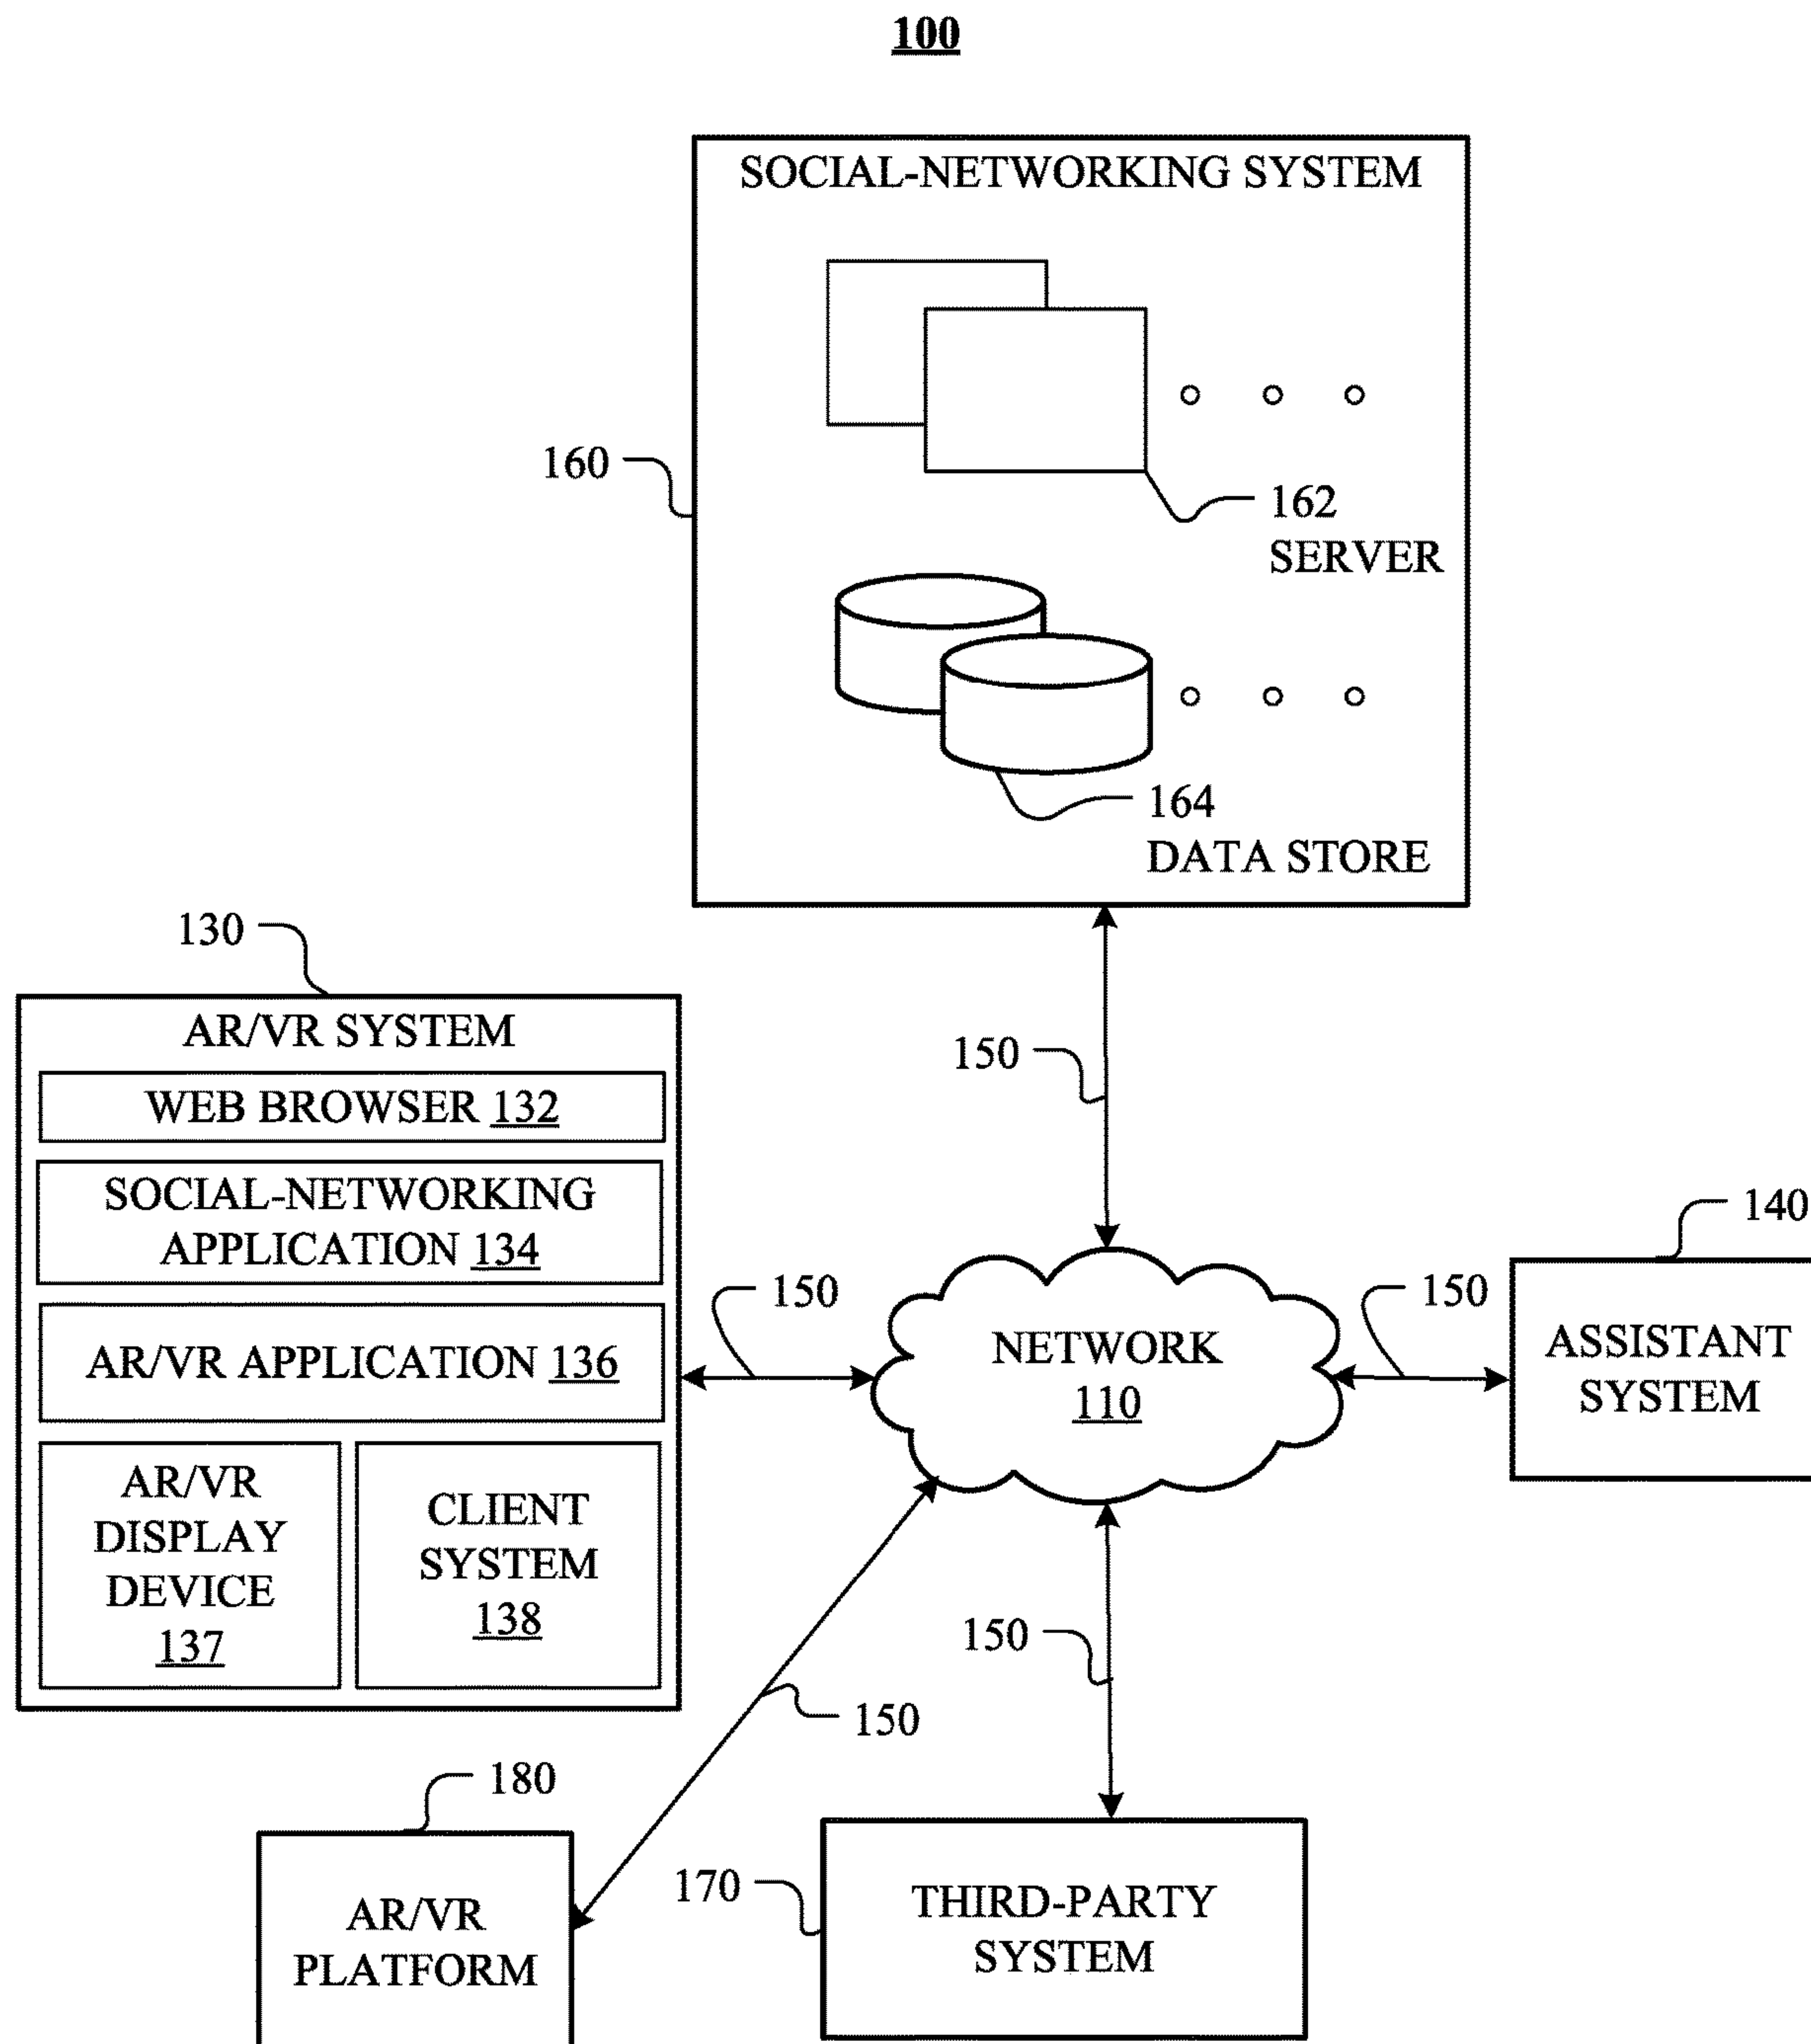 100
SOCIAL-NETWORKING SYSTEM
160
162
SERVER
164
DATA STORE
130
AR/VR SYSTEM
WEB BROWSER 132
SOCIAL-NETWORKING
APPLICATION 134
AR/VR APPLICATION 136
AR/VR
DISPLAY
DEVICE
137
CLIENT
SYSTEM
138
150
150
NETWORK
110
150
140
ASSISTANT
SYSTEM
150
150
180
AR/VR
PLATFORM
170
THIRD-PARTY
SYSTEM